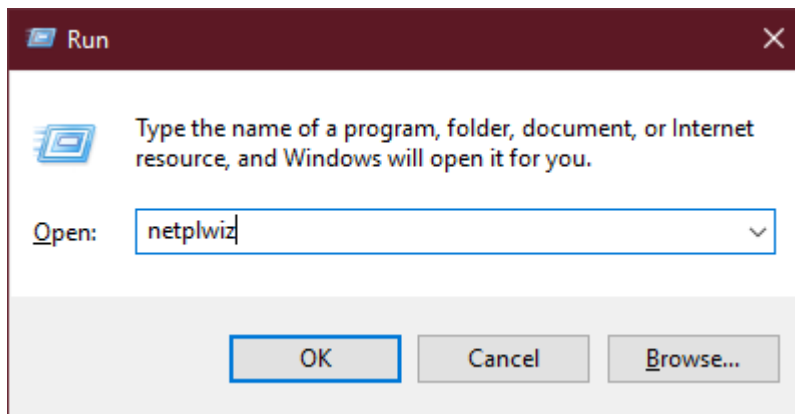 Run
Type the name of a program, folder, document, or Internet
resource, and Windows will open it for you.
Open: netplwiz
OK Cancel Browse...